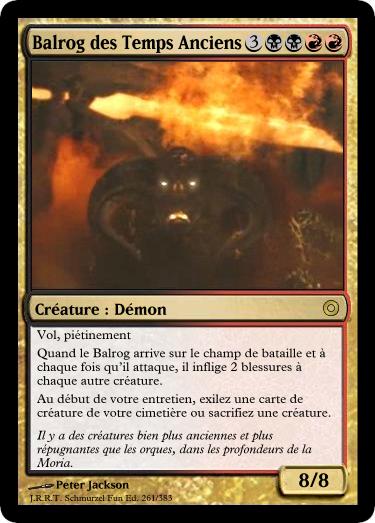 Balrog des Temps Anciens 3
Créature : Démon
Vol, piétinement
Quand le Balrog arrive sur le champ de bataille et à
chaque fois qu'il attaque, il inflige 2 blessures à
chaque autre créature.
Au début de votre entretien, exilez une carte de
créature de votre cimetière ou sacrifiez une créature.
Il y a des créatures bien plus anciennes et plus
répugnantes que les orques, dans les profondeurs de la
Moria.
8/8
Peter Jackson
J.R.R.T. Schmurzel Fun Ed. 261/383